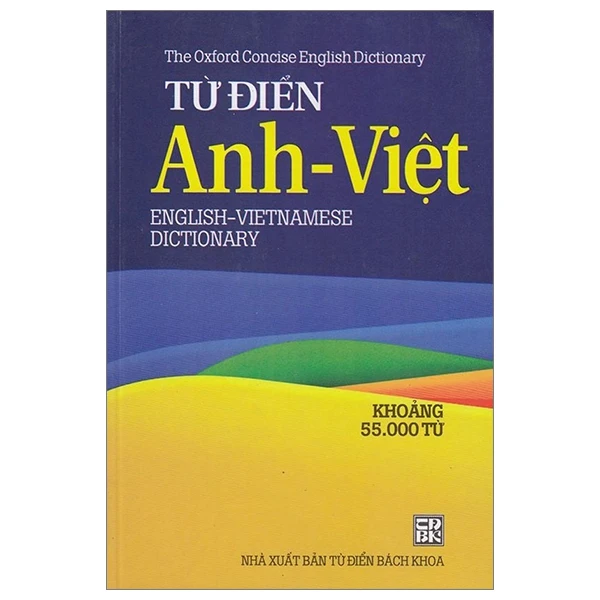 The Oxford Concise English Dictionary
TỪ ĐIỂN
Anh-Việt
ENGLISH-VIETNAMESE
DICTIONARY
KHOẢNG
55.000 TỪ
NHÀ XUẤT BẢN TỪ ĐIỂN BÁCH KHOA